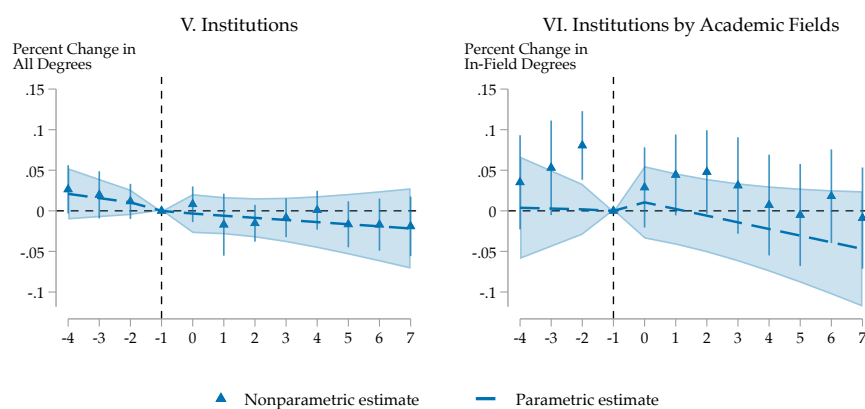 V. Institutions
Percent Change in
All Degrees
.15
.1
.05
0
-.05
-.1
-4 -3 -2 -1 0 1 2 3 4 5 6 7
VI. Institutions by Academic Fields
Percent Change in
In-Field Degrees
.15
.1
.05
0
-.05
-.1
-4 -3 -2 -1 0 1 2 3 4 5 6 7
Nonparametric estimate
Parametric estimate